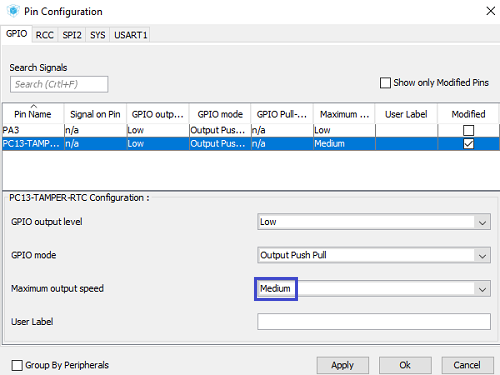 Pin Configuration
GPIO RCC SPI2 SYS USART1
Search Signals
Search (Crtl+F)
Show only Modified Pins
Pin Name Signal on Pin GPIO outp... GPIO mode GPIO Pull-... Maximum ... User Label Modified
PA3 n/a Low Output Pus... n/a Low
PC13-TAMP... n/a Low Output Pus... n/a Medium
PC13-TAMPER-RTC Configuration :
GPIO output level Low
GPIO mode Output Push Pull
Maximum output speed Medium
User Label
Group By Peripherals Apply Ok Cancel